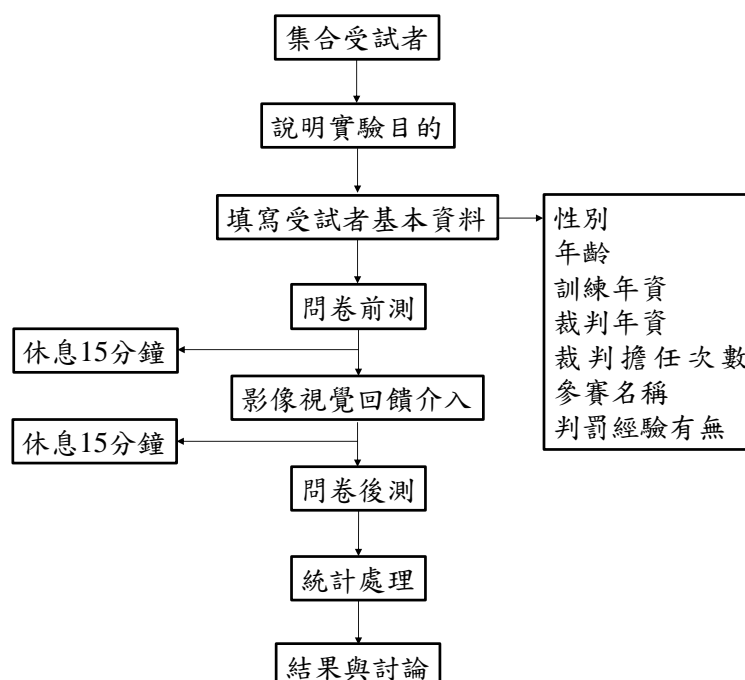 集合受試者
說明實驗目的
填寫受試者基本資料
性別
年齡
訓練年資
裁判年資
裁判擔任次數
參賽名稱
判罰經驗有無
問卷前測
休息15分鐘
影像視覺回饋介入
休息15分鐘
問卷後測
統計處理
結果與討論